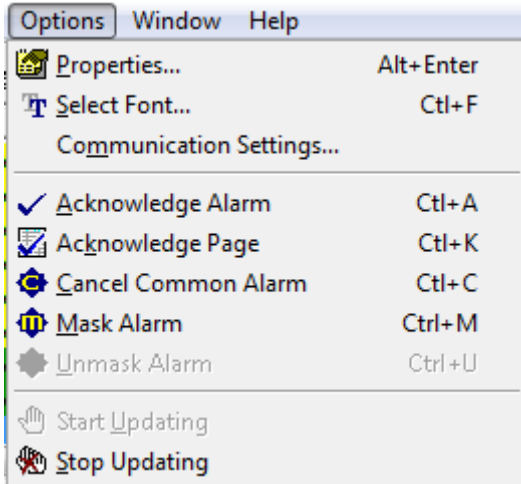 Options Window Help
Properties... Alt+Enter
Select Font... Ctl+F
Communication Settings...
Acknowledge Alarm Ctl+A
Acknowledge Page Ctl+K
Cancel Common Alarm Ctl+C
Mask Alarm Ctrl+M
Unmask Alarm Ctrl+U
Start Updating
Stop Updating